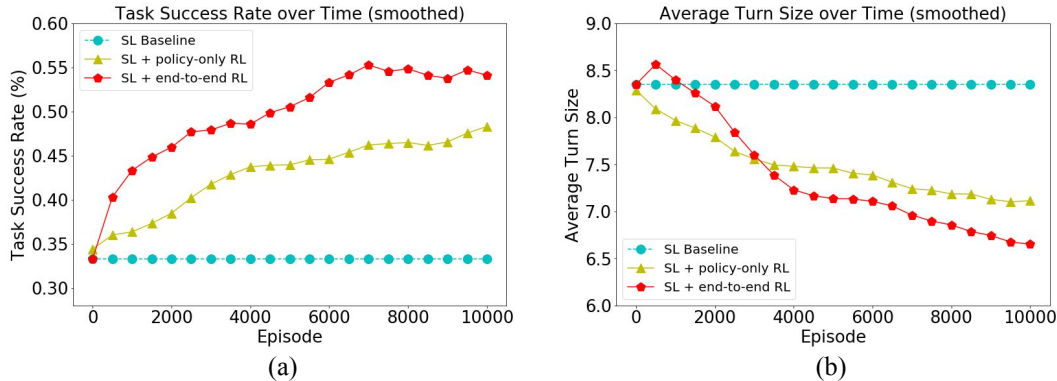 Task Success Rate over Time (smoothed)
0.60
0.55
0.50
0.45
0.40
0.35
0.30
Task Success Rate (%)
SL Baseline
SL + policy-only RL
SL + end-to-end RL
0 2000 4000 6000 8000 10000
Episode
(a)
Average Turn Size over Time (smoothed)
9.0
8.5
8.0
7.5
7.0
6.5
6.0
Average Turn Size
SL Baseline
SL + policy-only RL
SL + end-to-end RL
0 2000 4000 6000 8000 10000
Episode
(b)